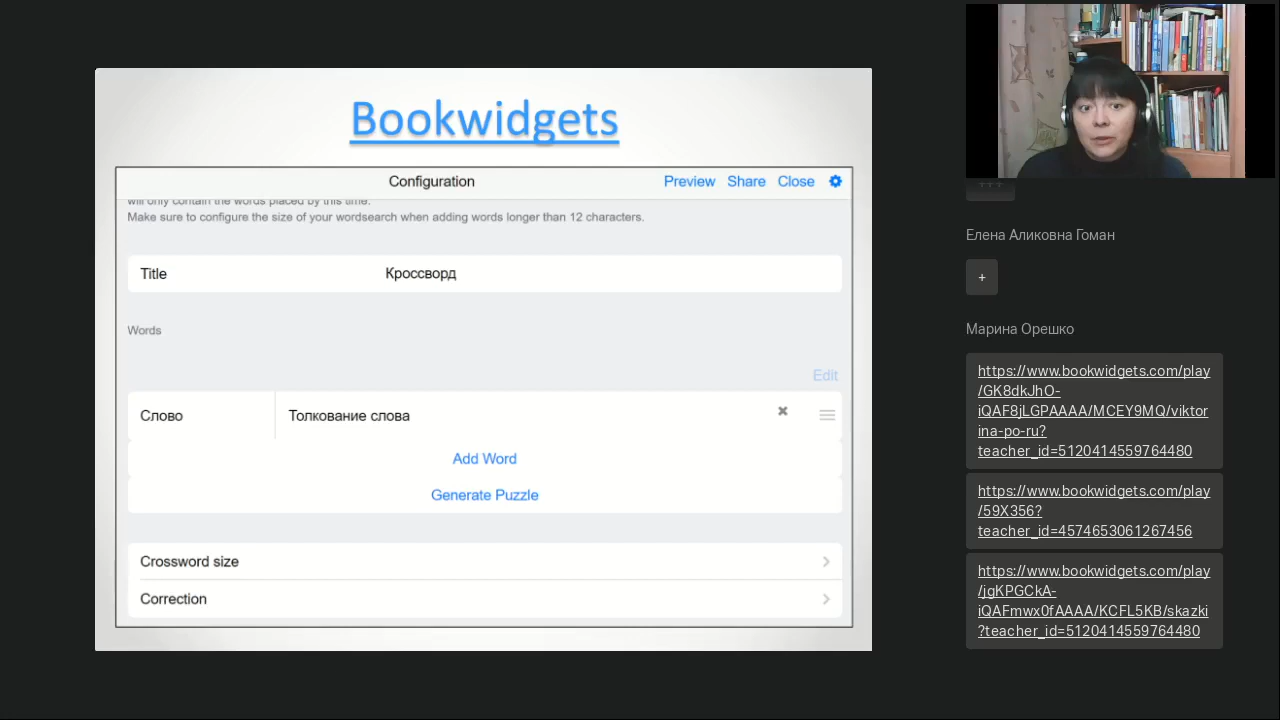 Bookwidgets
Configuration
Preview Share Close
will only contain the words placed by this time.
Make sure to configure the size of your wordsearch when adding words longer than 12 characters.
Title Кроссворд
Words
Edit
Слово Толкование слова
Add Word
Generate Puzzle
Crossword size
Correction
+++
Елена Аликовна Гоман
+
Марина Орешко
https://www.bookwidgets.com/play
/GK8dkJhO-
iQAF8jLGPAAAA/MCEY9MQ/viktor
ina-po-ru?
teacher_id=5120414559764480
https://www.bookwidgets.com/play
/59X356?
teacher_id=4574653061267456
https://www.bookwidgets.com/play
/jgKPGCkA-
iQAFmwx0fAAAA/KCFL5KB/skazki
?teacher_id=5120414559764480